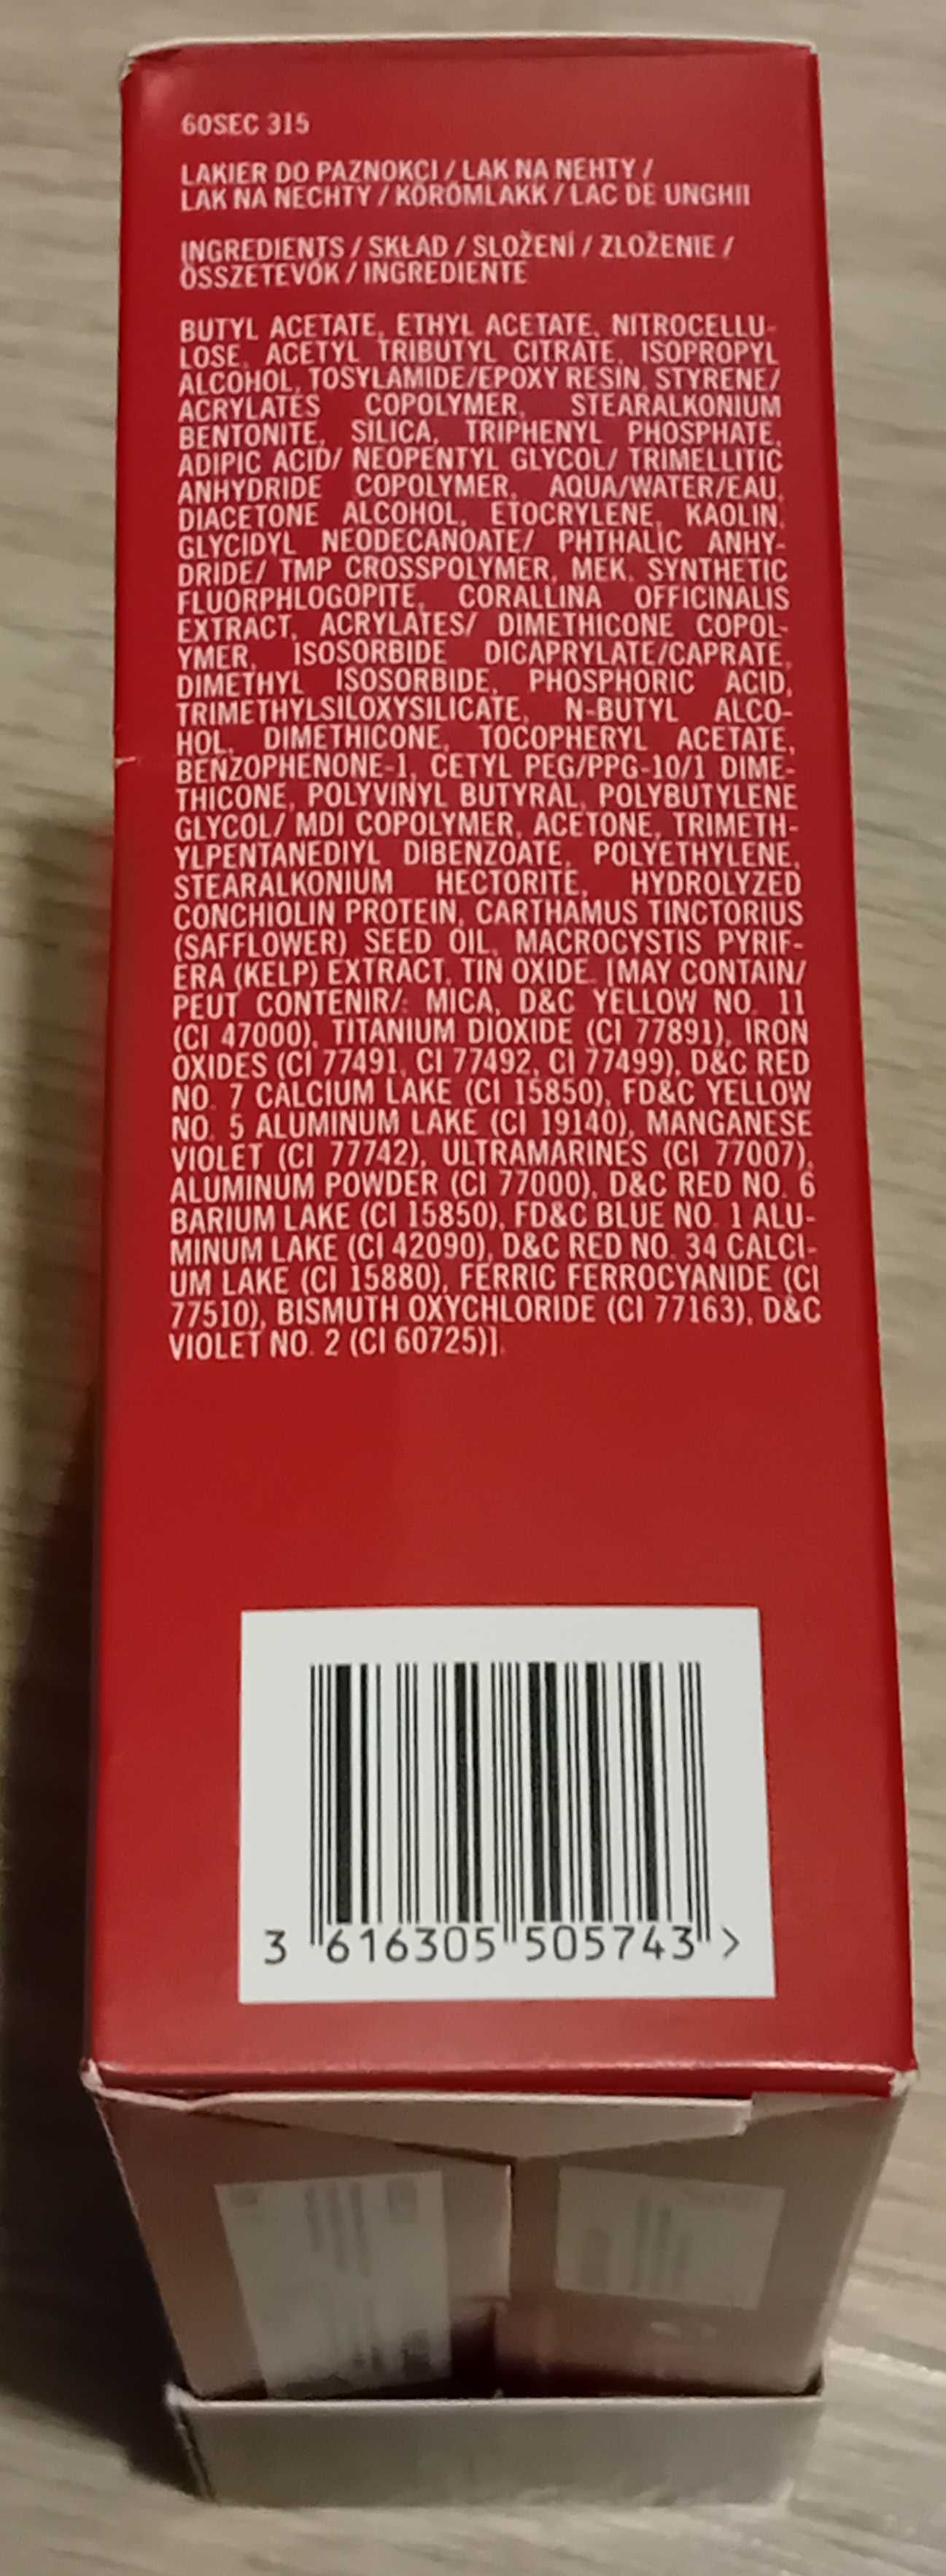 60SEC 315
LAKIER DO PAZNOKCI / LAK NA NEHTY /
LAK NA NECHTY / KÖRÖMLAKK / LAC DE UNGHII
INGREDIENTS / SKŁAD / SLOŽENÍ / ZLOŽENIE /
ÖSSZETEVŐK / INGREDIENTE
BUTYL ACETATE, ETHYL ACETATE, NITROCELLU-
LOSE, ACETYL TRIBUTYL CITRATE, ISOPROPYL
ALCOHOL, TOSYLAMIDE/EPOXY RESIN, STYRENE/
ACRYLATES COPOLYMER, STEARALKONIUM
BENTONITE, SILICA, TRIPHENYL PHOSPHATE,
ADIPIC ACID/ NEOPENTYL GLYCOL/ TRIMELLITIC
ANHYDRIDE COPOLYMER, AQUA/WATER/EAU,
DIACETONE ALCOHOL, ETOCRYLENE, KAOLIN,
GLYCIDYL NEODECANOATE/ PHTHALIC ANHY-
DRIDE/ TMP CROSSPOLYMER, MEK, SYNTHETIC
FLUORPHLOGOPITE, CORALLINA OFFICINALIS
EXTRACT, ACRYLATES/ DIMETHICONE COPOL-
YMER, ISOSORBIDE DICAPRYLATE/CAPRATE,
DIMETHYL ISOSORBIDE, PHOSPHORIC ACID,
TRIMETHYLSILOXYSILICATE, N-BUTYL ALCO-
HOL, DIMETHICONE, TOCOPHERYL ACETATE,
BENZOPHENONE-1, CETYL PEG/PPG-10/1 DIME-
THICONE, POLYVINYL BUTYRAL, POLYBUTYLENE
GLYCOL/ MDI COPOLYMER, ACETONE, TRIMETH-
YLPENTANEDIYL DIBENZOATE, POLYETHYLENE,
STEARALKONIUM HECTORITE, HYDROLYZED
CONCHIOLIN PROTEIN, CARTHAMUS TINCTORIUS
(SAFFLOWER) SEED OIL, MACROCYSTIS PYRIF-
ERA (KELP) EXTRACT, TIN OXIDE. [MAY CONTAIN/
PEUT CONTENIR/: MICA, D&C YELLOW NO. 11
(CI 47000), TITANIUM DIOXIDE (CI 77891), IRON
OXIDES (CI 77491, CI 77492, CI 77499), D&C RED
NO. 7 CALCIUM LAKE (CI 15850), FD&C YELLOW
NO. 5 ALUMINUM LAKE (CI 19140), MANGANESE
VIOLET (CI 77742), ULTRAMARINES (CI 77007),
ALUMINUM POWDER (CI 77000), D&C RED NO. 6
BARIUM LAKE (CI 15850), FD&C BLUE NO. 1 ALU-
MINUM LAKE (CI 42090), D&C RED NO. 34 CALCI-
UM LAKE (CI 15880), FERRIC FERROCYANIDE (CI
77510), BISMUTH OXYCHLORIDE (CI 77163), D&C
VIOLET NO. 2 (CI 60725)].
3 616305 505743 >